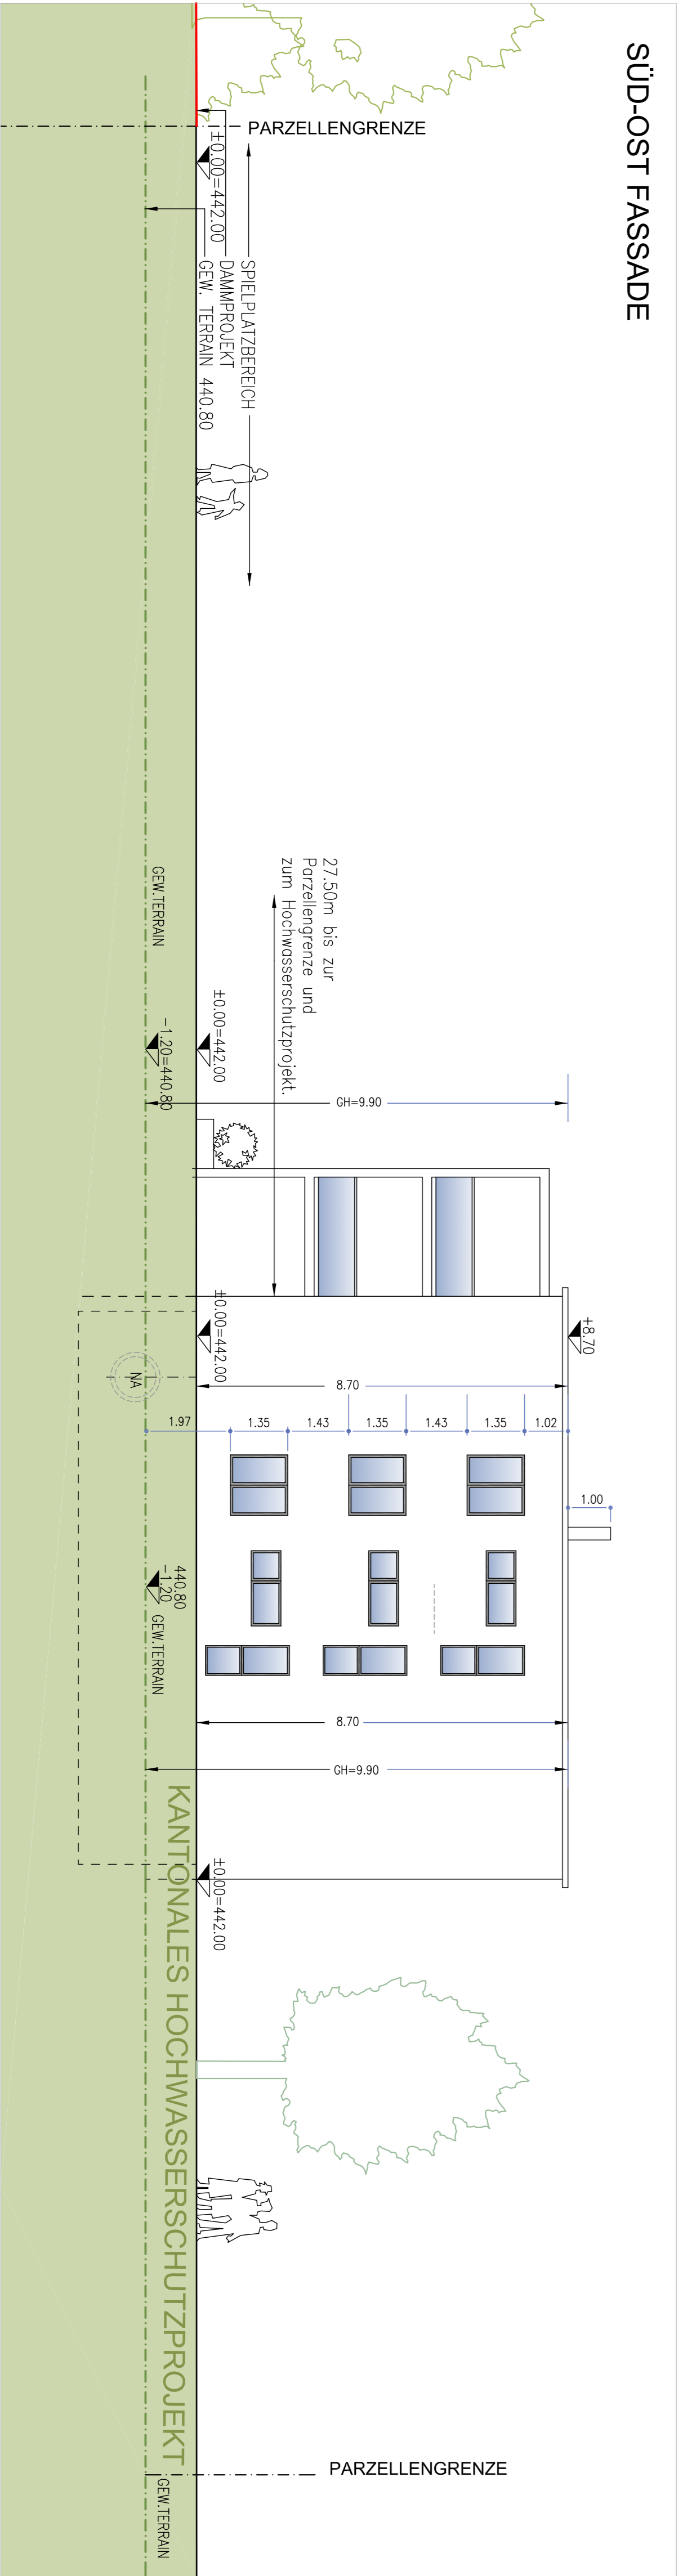 SÜD-OST FASSADE
PARZELLENGRENZE
±0.00=442.00
SPIELPLATZBEREICH
DAMMPROJEKT
GEW. TERRAIN 440.80
27.50m bis zur
Parzellengrenze und
zum Hochwasserschutzprojekt.
GEW.TERRAIN
±0.00=442.00
-1.20=440.80
GH=9.90
±0.00=442.00
+8.70
NA
8.70
1.97
1.35
1.43
1.35
1.43
1.35
1.02
1.00
440.80
-1.20
GEW.TERRAIN
8.70
GH=9.90
±0.00=442.00
KANTONALES HOCHWASSERSCHUTZPROJEKT
PARZELLENGRENZE
GEW.TERRAIN